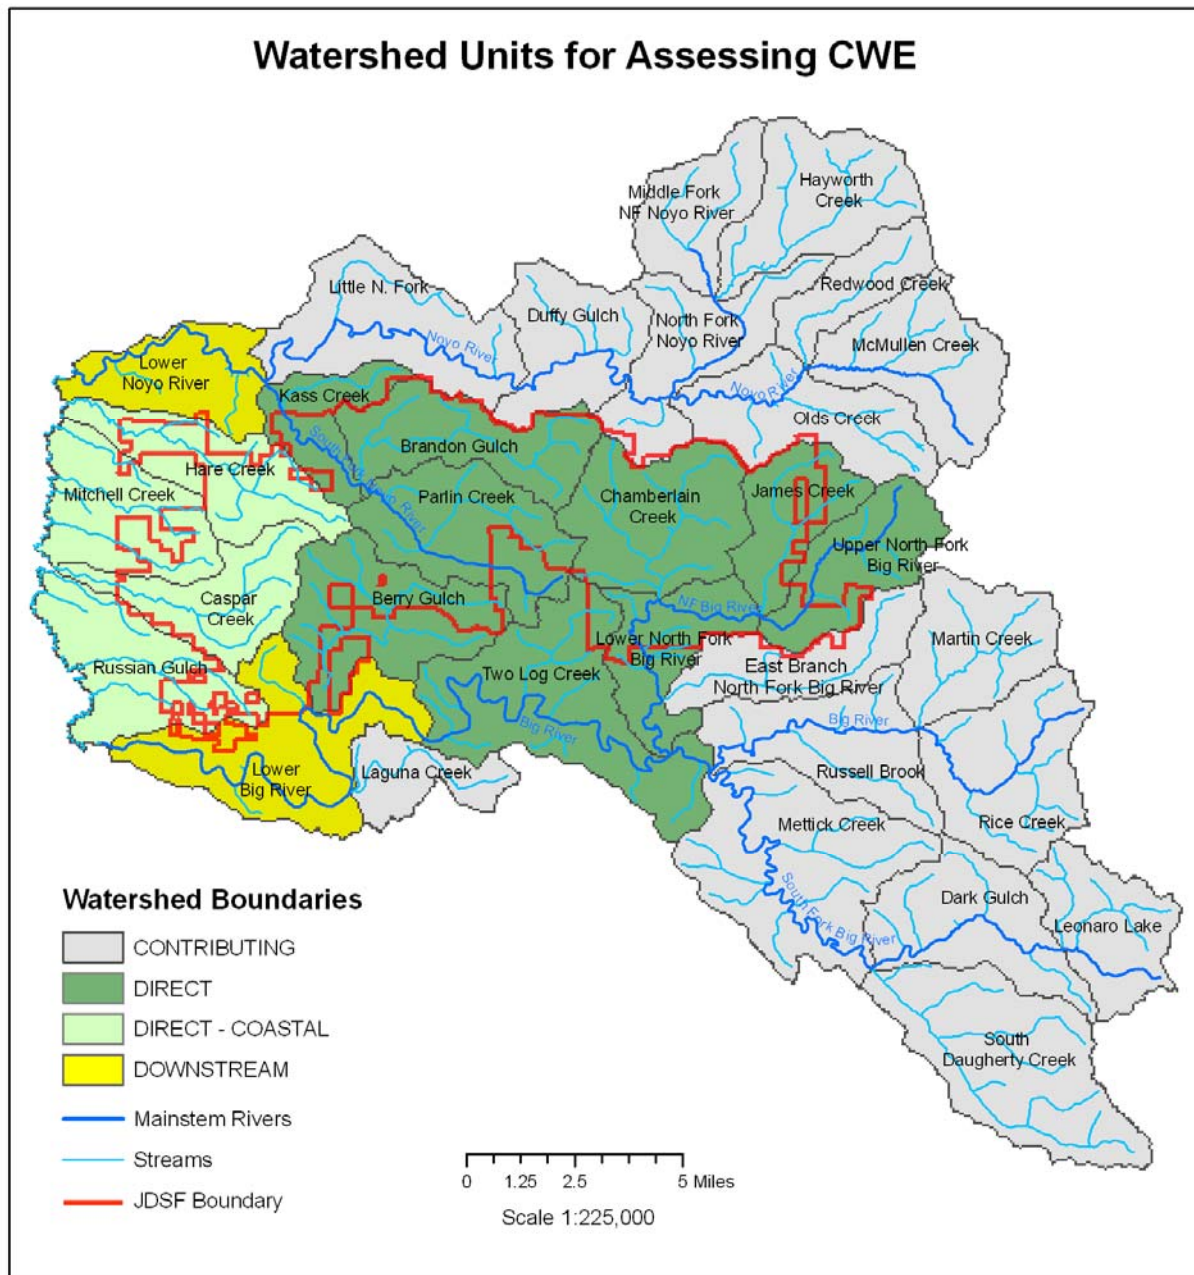 Watershed Units for Assessing CWE
Middle Fork
NF Noyo River
Hayworth
Creek
Little N. Fork
Duffy Gulch
North Fork
Noyo River
Redwood Creek
McMullen Creek
Noyo River
Noyo River
Lower
Noyo River
Kass Creek
Olds Creek
South Fork Noyo River
Brandon Gulch
Hare Creek
Mitchell Creek
Parlin Creek
Chamberlain
Creek
James Creek
Upper North Fork
Big River
Caspar
Creek
Berry Gulch
NF Big River
Lower North Fork
Big River
Martin Creek
Russian Gulch
Two Log Creek
East Branch
North Fork Big River
Big River
Big River
Lower
Big River
Laguna Creek
Russell Brook
Mettick Creek
Rice Creek
South Fork Big River
Dark Gulch
Leonaro Lake
South
Daugherty Creek
Watershed Boundaries
CONTRIBUTING
DIRECT
DIRECT - COASTAL
DOWNSTREAM
Mainstem Rivers
Streams
JDSF Boundary
0 1.25 2.5 5 Miles
Scale 1:225,000